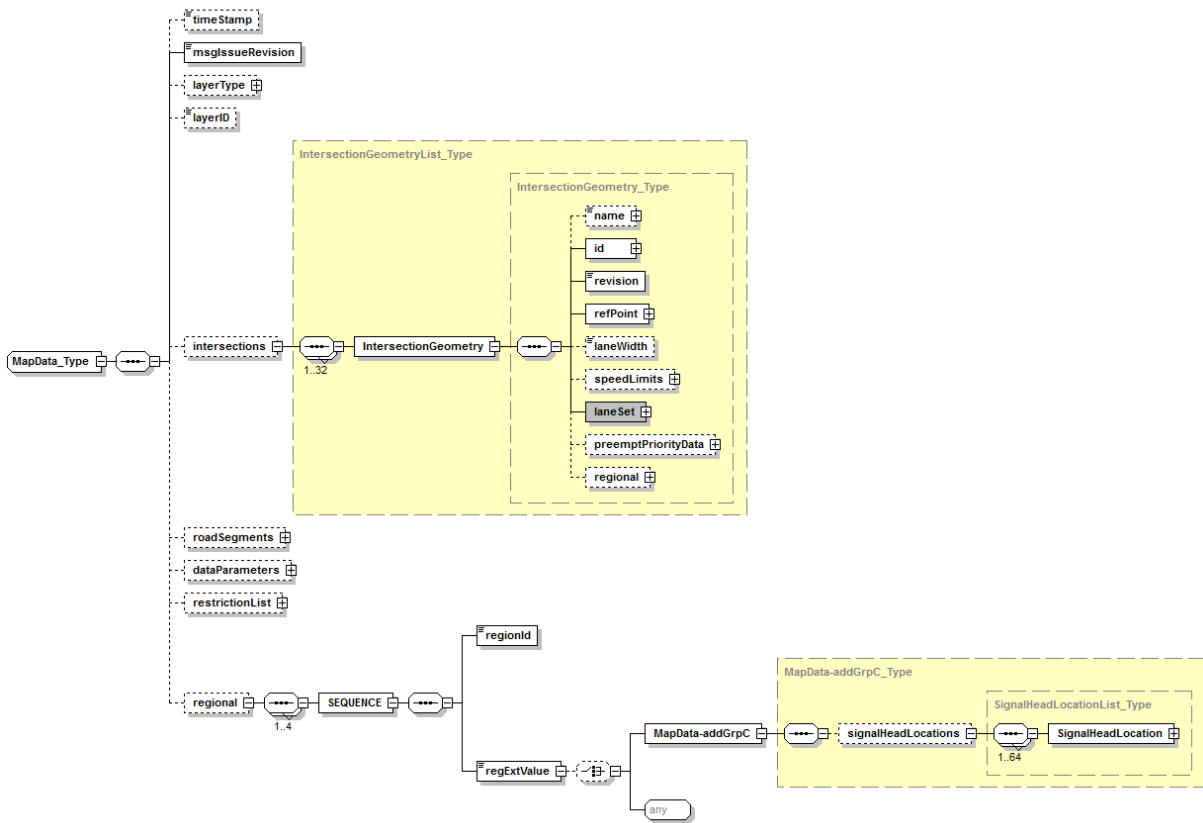 timeStamp
msgIssueRevision
layerType
layerID
IntersectionGeometryList_Type
IntersectionGeometry_Type
name
id
revision
refPoint
MapData_Type
intersections
1..32
IntersectionGeometry
laneWidth
speedLimits
laneSet
preemptPriorityData
regional
roadSegments
dataParameters
restrictionList
regionId
MapData-addGrpC_Type
SignalHeadLocationList_Type
regional
1..4
SEQUENCE
MapData-addGrpC
signalHeadLocations
1..64
SignalHeadLocation
regExtValue
any